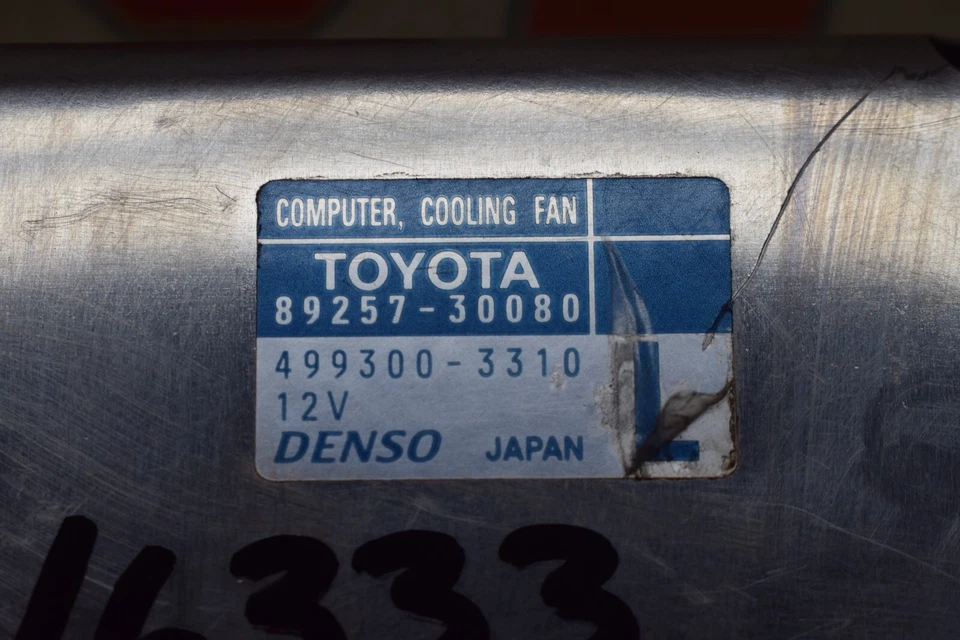 COMPUTER, COOLING FAN
TOYOTA
89257-30080
499300-3310
12V
DENSO JAPAN
L